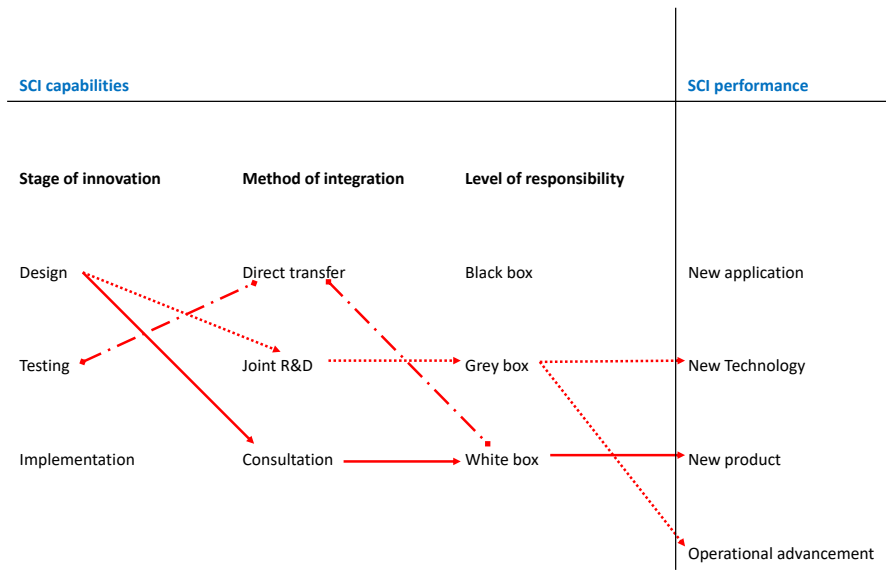 SCI capabilities SCI performance
Stage of innovation Method of integration Level of responsibility
Design Direct transfer Black box New application
Testing Joint R&D Grey box New Technology
Implementation Consultation White box New product
Operational advancement